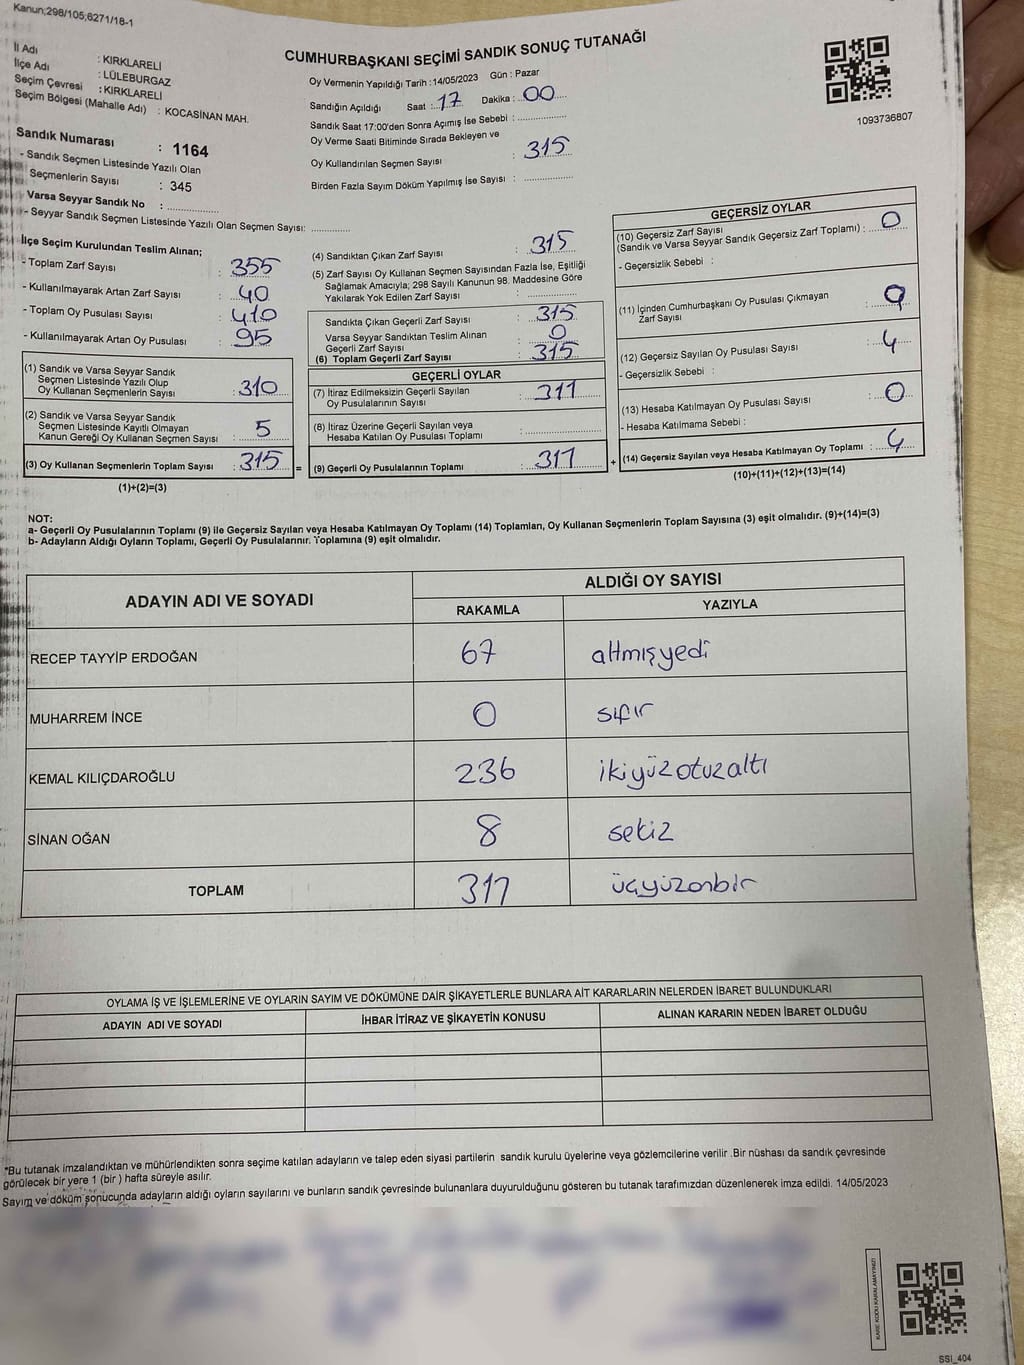 Kanun;298/105,6271/18-1
CUMHURBAŞKANI SEÇİMİ SANDIK SONUÇ TUTANAĞI
İl Adı : KIRKLARELİ
İlçe Adı : LÜLEBURGAZ
Seçim Çevresi : KIRKLARELİ
Seçim Bölgesi (Mahalle Adı) : KOCASİNAN MAH.
Sandık Numarası : 1164
- Sandık Seçmen Listesinde Yazılı Olan
Seçmenlerin Sayısı : 345
Varsa Seyyar Sandık No : ..................
- Seyyar Sandık Seçmen Listesinde Yazılı Olan Seçmen Sayısı: ..............
Oy Vermenin Yapıldığı Tarih : 14/05/2023 Gün : Pazar
Sandığın Açıldığı Saat : 17 Dakika : 00
Sandık Saat 17:00'den Sonra Açımış İse Sebebi : ..................
Oy Verme Saati Bitiminde Sırada Bekleyen ve
Oy Kullandırılan Seçmen Sayısı : 315
Birden Fazla Sayım Döküm Yapılmış İse Sayısı : ..................
1093736807
İlçe Seçim Kurulundan Teslim Alınan;
- Toplam Zarf Sayısı : 355
- Kullanılmayarak Artan Zarf Sayısı : 40
- Toplam Oy Pusulası Sayısı : 410
- Kullanılmayarak Artan Oy Pusulası : 95
(1) Sandık ve Varsa Seyyar Sandık
Seçmen Listesinde Yazılı Olup
Oy Kullanan Seçmenlerin Sayısı : 310
(2) Sandık ve Varsa Seyyar Sandık
Seçmen Listesinde Kayıtlı Olmayan
Kanun Gereği Oy Kullanan Seçmen Sayısı : 5
(3) Oy Kullanan Seçmenlerin Toplam Sayısı : 315 =
(1)+(2)=(3)
(4) Sandıktan Çıkan Zarf Sayısı : 315
(5) Zarf Sayısı Oy Kullanan Seçmen Sayısından Fazla İse, Eşitliği
Sağlamak Amacıyla; 298 Sayılı Kanunun 98. Maddesine Göre
Yakılarak Yok Edilen Zarf Sayısı : ..................
Sandıkta Çıkan Geçerli Zarf Sayısı : 315
Varsa Seyyar Sandıktan Teslim Alınan
Geçerli Zarf Sayısı : 0
(6) Toplam Geçerli Zarf Sayısı : 315
GEÇERLİ OYLAR
(7) İtiraz Edilmeksizin Geçerli Sayılan
Oy Pusulalarının Sayısı : 311
(8) İtiraz Üzerine Geçerli Sayılan veya
Hesaba Katılan Oy Pusulası Toplamı : ..................
(9) Geçerli Oy Pusulalarının Toplamı : 311 +
GEÇERSİZ OYLAR
(10) Geçersiz Zarf Sayısı
(Sandık ve Varsa Seyyar Sandık Geçersiz Zarf Toplamı) : 0
- Geçersizlik Sebebi :
(11) İçinden Cumhurbaşkanı Oy Pusulası Çıkmayan
Zarf Sayısı : 0
(12) Geçersiz Sayılan Oy Pusulası Sayısı : 4
- Geçersizlik Sebebi :
(13) Hesaba Katılmayan Oy Pusulası Sayısı : 0
- Hesaba Katılmama Sebebi :
(14) Geçersiz Sayılan veya Hesaba Katılmayan Oy Toplamı : 4
(10)+(11)+(12)+(13)=(14)
NOT:
a- Geçerli Oy Pusulalarının Toplamı (9) ile Geçersiz Sayılan veya Hesaba Katılmayan Oy Toplamı (14) Toplamları, Oy Kullanan Seçmenlerin Toplam Sayısına (3) eşit olmalıdır. (9)+(14)=(3)
b- Adayların Aldığı Oyların Toplamı, Geçerli Oy Pusulalarının Toplamına (9) eşit olmalıdır.
ADAYIN ADI VE SOYADI ALDIĞI OY SAYISI
RAKAMLA YAZIYLA
RECEP TAYYİP ERDOĞAN 67 altmışyedi
MUHARREM İNCE 0 sıfır
KEMAL KILIÇDAROĞLU 236 ikiyüzotuzaltı
SİNAN OĞAN 8 sekiz
TOPLAM 311 üçyüzonbir
OYLAMA İŞ VE İŞLEMLERİNE VE OYLARIN SAYIM VE DÖKÜMÜNE DAİR ŞİKAYETLERLE BUNLARA AİT KARARLARIN NELERDEN İBARET BULUNDUKLARI
ADAYIN ADI VE SOYADI İHBAR İTİRAZ VE ŞİKAYETİN KONUSU ALINAN KARARIN NEDEN İBARET OLDUĞU
*Bu tutanak imzalandıktan ve mühürlendikten sonra seçime katılan adayların ve talep eden siyasi partilerin sandık kurulu üyelerine veya gözlemcilerine verilir .Bir nüshası da sandık çevresinde
görülecek bir yere 1 (bir ) hafta süreyle asılır.
Sayım ve döküm sonucunda adayların aldığı oyların sayılarını ve bunların sandık çevresinde bulunanlara duyurulduğunu gösteren bu tutanak tarafımızdan düzenlenerek imza edildi. 14/05/2023
KARE KODU KARALAMAYINIZ!
SSI_404